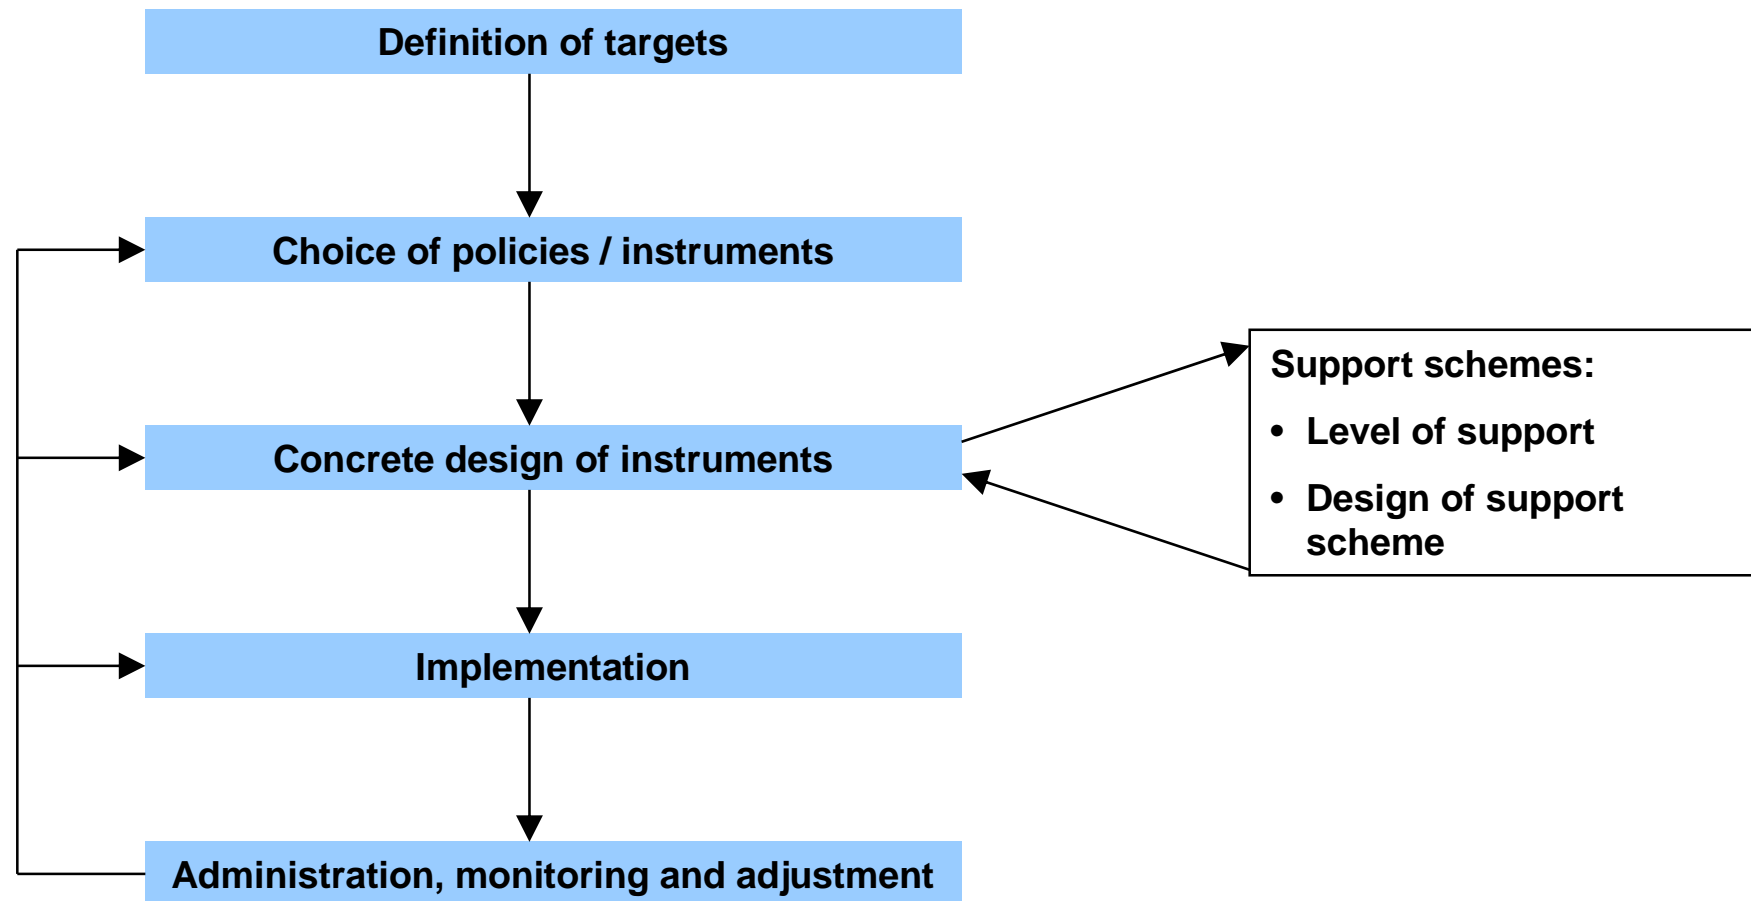 Definition of targets
Choice of policies / instruments
Concrete design of instruments
Support schemes:
• Level of support
• Design of support
scheme
Implementation
Administration, monitoring and adjustment